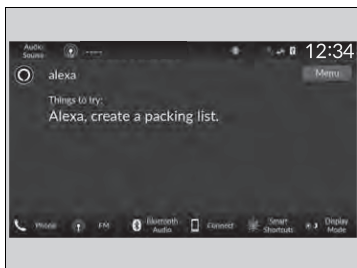 Audio
Source
12:34
alexa
Menu
Things to try:
Alexa, create a packing list.
Phone
FM
Bluetooth
Audio
Connect
Smart
Shortcuts
Display
Mode